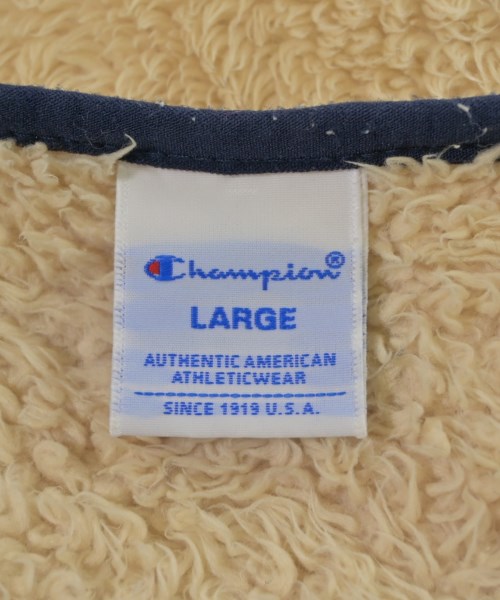 Champion®
LARGE
AUTHENTIC AMERICAN
ATHLETICWEAR
SINCE 1919 U.S.A.